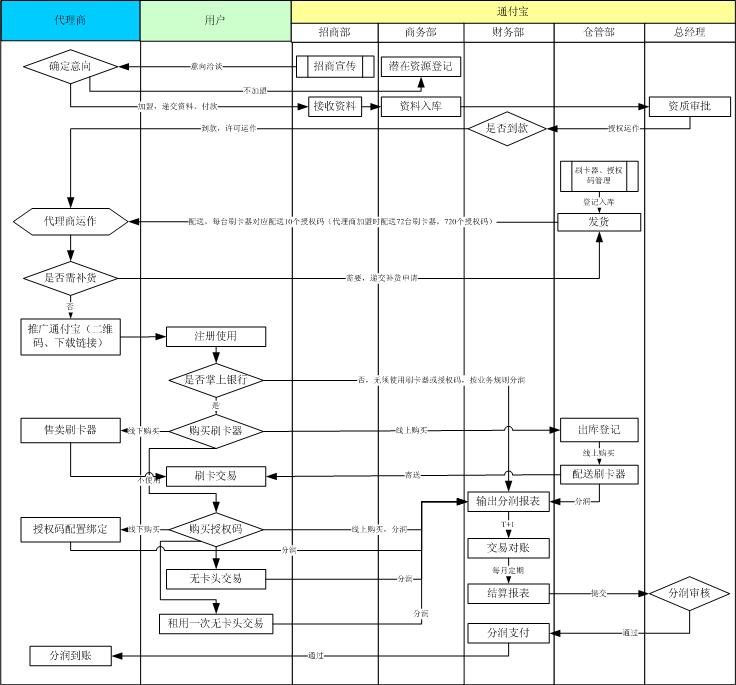 代理商
用户
通付宝
招商部
商务部
财务部
仓管部
总经理
确定意向
意向洽谈
招商宣传
潜在资源登记
不加盟
加盟，递交资料、付款
接收资料
资料入库
资质审批
到款，许可运作
是否到款
授权运作
刷卡器、授权
码管理
登记入库
代理商运作
配送，每台刷卡器对应配送10个授权码（代理商加盟时配送72台刷卡器，720个授权码）
发货
是否需补货
需要，递交补货申请
否
推广通付宝（二维
码、下载链接）
注册使用
是否掌上银行
否，无须使用刷卡器或授权码，按业务规则分润
是
售卖刷卡器
线下购买
购买刷卡器
线上购买
出库登记
线上购买
不使用
刷卡交易
寄送
配送刷卡器
输出分润报表
分润
授权码配置绑定
线下购买
购买授权码
线上购买，分润
T+1
分润
交易对账
无卡头交易
分润
每月定期
结算报表
提交
分润审核
租用一次无卡头交易
分润
分润支付
通过
分润到账
通过